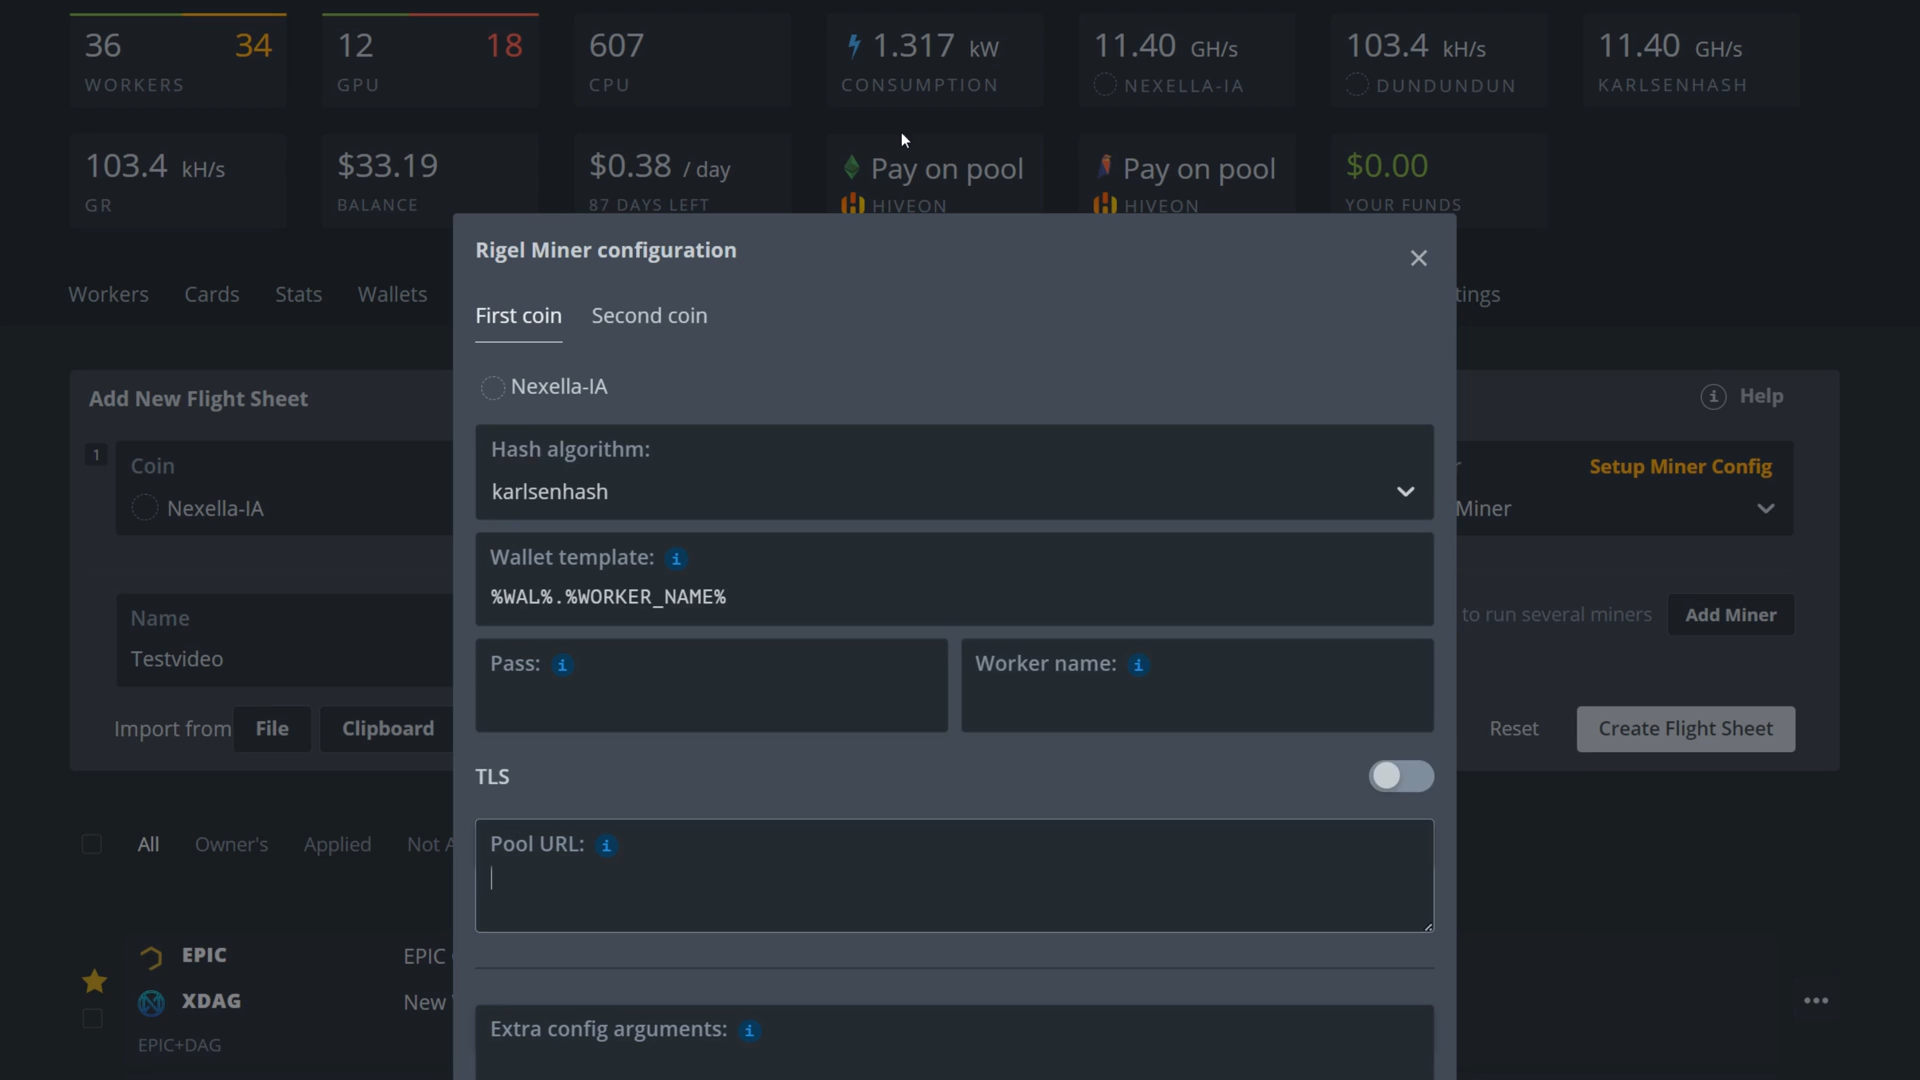 36 34
WORKERS
12 18
GPU
607
CPU
1.317 kW
CONSUMPTION
11.40 GH/s
NEXELLA-IA
103.4 kH/s
DUNDUNDUN
11.40 GH/s
KARLSENHASH
103.4 kH/s
GR
$33.19
BALANCE
$0.38 / day
87 DAYS LEFT
Pay on pool
HIVEON
Pay on pool
HIVEON
$0.00
YOUR FUNDS
Workers Cards Stats Wallets
tings
Rigel Miner configuration
First coin Second coin
Nexella-IA
Hash algorithm:
karlsenhash
Wallet template:
%WAL%.%WORKER_NAME%
Pass:
Worker name:
TLS
Pool URL:
Extra config arguments:
Add New Flight Sheet
Help
1
Coin
Nexella-IA
Setup Miner Config
Miner
Name
Testvideo
to run several miners Add Miner
Import from File Clipboard
Reset Create Flight Sheet
All Owner's Applied Not A
EPIC EPIC
XDAG New
EPIC+DAG